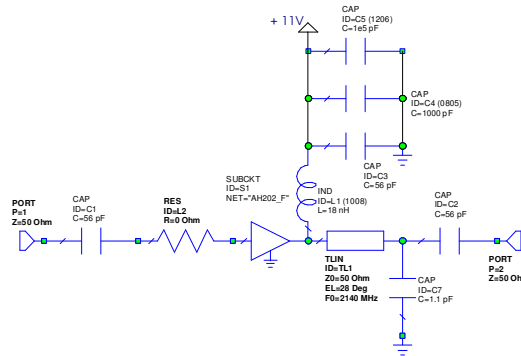 CAP
ID=C5 (1206)
C=1e5 pF
+ 11V
CAP
ID=C4 (0805)
C=1000 pF
CAP
ID=C3
C=56 pF
SUBCKT
ID=S1
NET="AH202_F"
IND
ID=L1 (1008)
L=18 nH
PORT
P=1
Z=50 Ohm
CAP
ID=C1
C=56 pF
RES
ID=L2
R=0 Ohm
CAP
ID=C2
C=56 pF
TLIN
ID=TL1
Z0=50 Ohm
EL=28 Deg
F0=2140 MHz
CAP
ID=C7
C=1.1 pF
PORT
P=2
Z=50 Oh